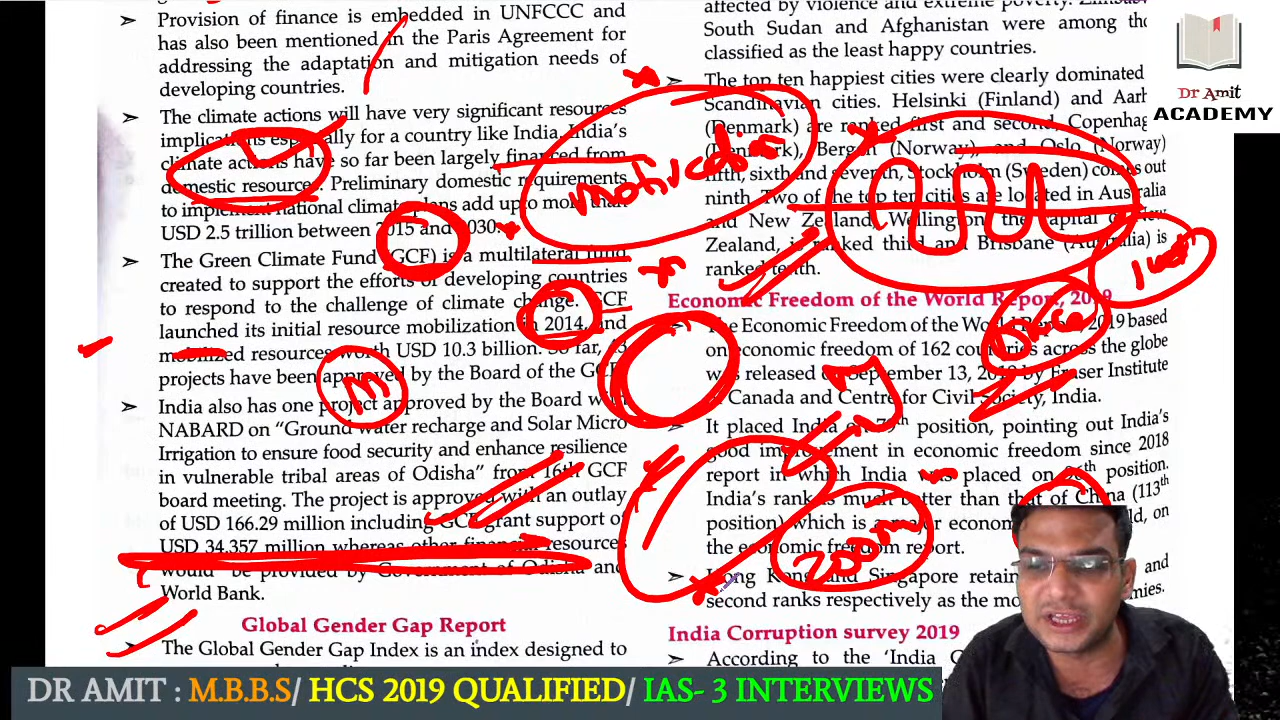 Provision of finance is embedded in UNFCCC and
has also been mentioned in the Paris Agreement for
addressing the adaptation and mitigation needs of
developing countries.
The climate actions will have very significant resources
implications especially for a country like India. India's
climate actions have so far been largely financed from
domestic resources. Preliminary domestic requirements
to implement national climate plans add upto more than
USD 2.5 trillion between 2015 and 2030.
The Green Climate Fund (GCF) is a multilateral fund
created to support the efforts of developing countries
to respond to the challenge of climate change. GCF
launched its initial resource mobilization in 2014, and
mobilized resources worth USD 10.3 billion. So far, 43
projects have been approved by the Board of the GCF.
India also has one project approved by the Board with
NABARD on "Ground water recharge and Solar Micro
Irrigation to ensure food security and enhance resilience
in vulnerable tribal areas of Odisha" from 16th GCF
board meeting. The project is approved with an outlay
of USD 166.29 million including GCF grant support of
USD 34.357 million whereas other financial resources
would be provided by Government of Odisha and
World Bank.
Global Gender Gap Report
The Global Gender Gap Index is an index designed to
affected by violence and extreme poverty.
South Sudan and Afghanistan were among the
classified as the least happy countries.
The top ten happiest cities were clearly dominated
Scandinavian cities. Helsinki (Finland) and Aarh
(Denmark) are ranked first and second, Copenhag
(Denmark), Bergen (Norway), and Oslo (Norway)
fifth, sixth and seventh, Stockholm (Sweden) comes out
ninth. Two of the top ten cities are located in Australia
and New Zealand. Wellington, the capital of New
Zealand, is ranked third and Brisbane (Australia) is
ranked tenth.
Economic Freedom of the World Report, 2019
The Economic Freedom of the World Report, 2019 based
on economic freedom of 162 countries across the globe
was released on September 13, 2019 by Fraser Institute
Canada and Centre for Civil Society, India.
It placed India on 79th position, pointing out India's
good improvement in economic freedom since 2018
report in which India was placed on position.
India's rank is much better than that of China (113th
position) which is a major on
the economic freedom report.
Hong Kong and Singapore retain and
second ranks respectively as the
India Corruption survey 2019
According to the 'India
Dr Amit
ACADEMY
M
Once
200m
DR AMIT : M.B.B.S/ HCS 2019 QUALIFIED/ IAS- 3 INTERVIEWS